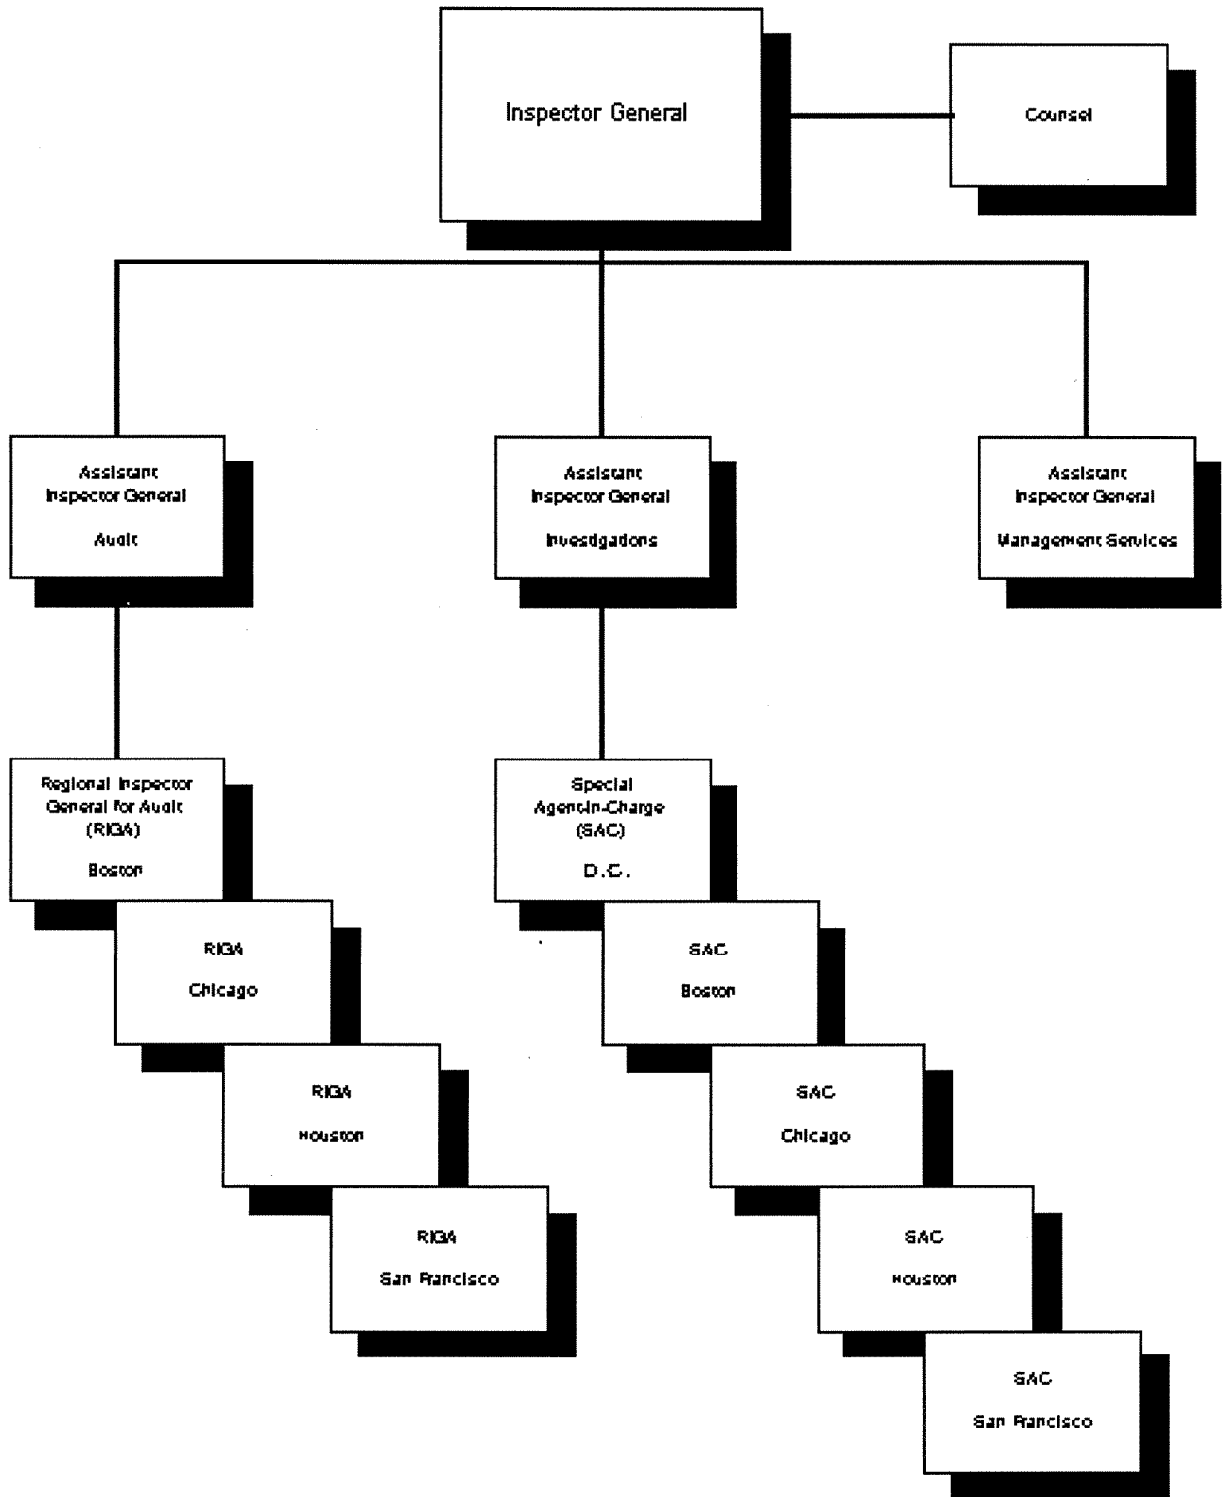 Inspector General
Counsel
Assistant
Inspector General
Audit
Assistant
Inspector General
Investigations
Assistant
Inspector General
Management Services
Regional Inspector
General for Audit
(RIGA)
Boston
RIGA
Chicago
RIGA
Houston
RIGA
San Francisco
Special
Agent-in-Charge
(SAC)
D.C.
SAC
Boston
SAC
Chicago
SAC
Houston
SAC
San Francisco